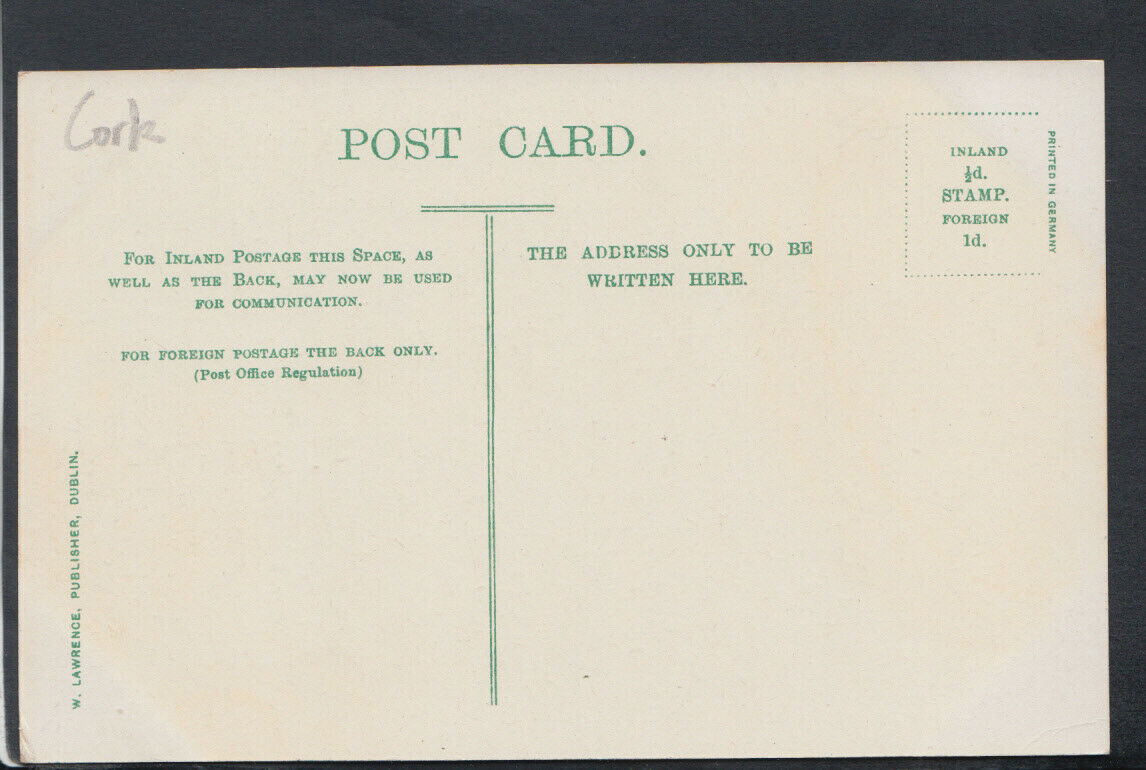 Cork
POST CARD.
INLAND
½d.
STAMP.
FOREIGN
1d.
PRINTED IN GERMANY
FOR INLAND POSTAGE THIS SPACE, AS
WELL AS THE BACK, MAY NOW BE USED
FOR COMMUNICATION.
FOR FOREIGN POSTAGE THE BACK ONLY.
(Post Office Regulation)
THE ADDRESS ONLY TO BE
WRITTEN HERE.
W. LAWRENCE, PUBLISHER, DUBLIN.